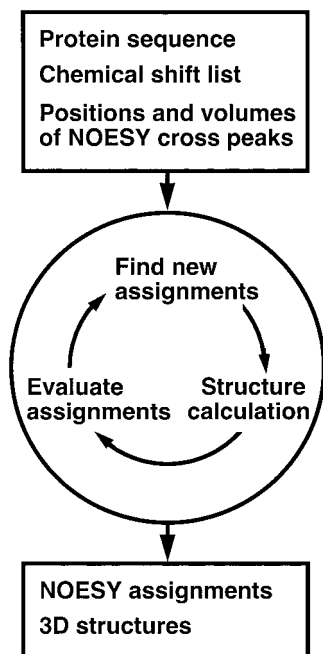 Protein sequence
Chemical shift list
Positions and volumes
of NOESY cross peaks
Find new
assignments
Evaluate
assignments
Structure
calculation
NOESY assignments
3D structures